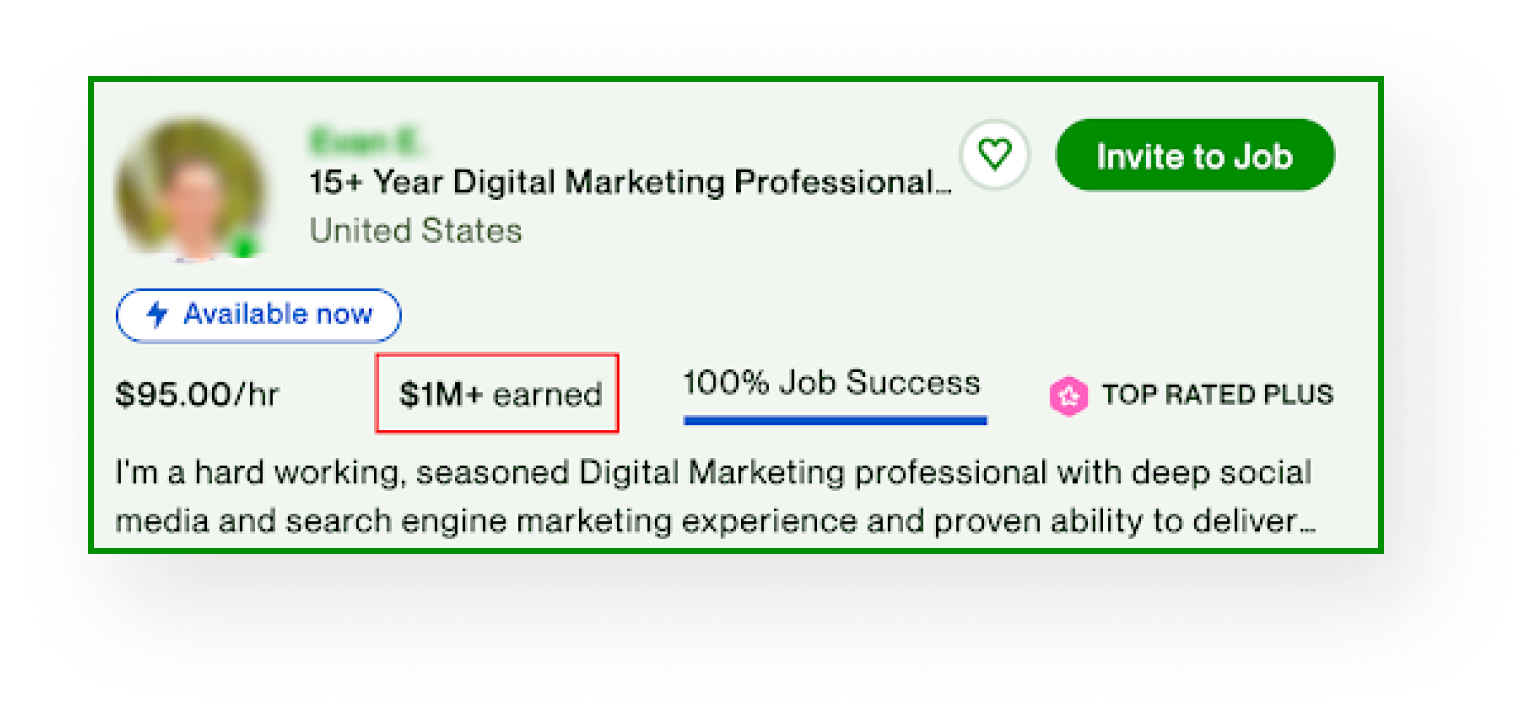 Evan E.
15+ Year Digital Marketing Professional…
United States
Invite to Job
Available now
$95.00/hr
$1M+ earned
100% Job Success
TOP RATED PLUS
I'm a hard working, seasoned Digital Marketing professional with deep social
media and search engine marketing experience and proven ability to deliver…